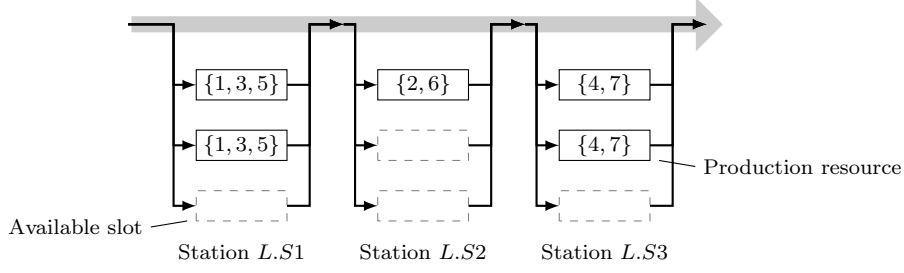 {1, 3, 5} {2, 6} {4, 7}
{1, 3, 5} {4, 7}
Production resource
Available slot
Station L.S1 Station L.S2 Station L.S3